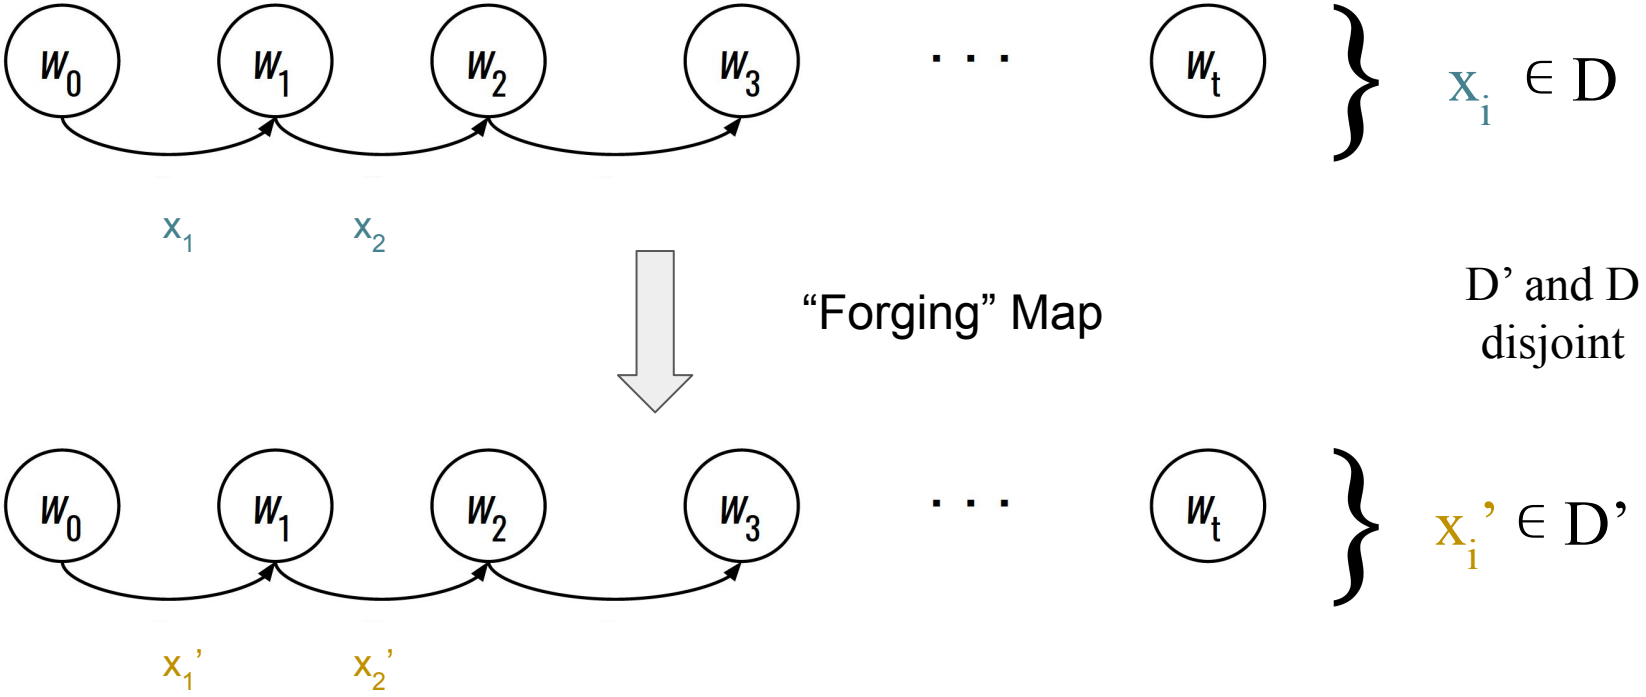 w₀ w₁ w₂ w₃ . . . wₜ } xᵢ ∈ D
x₁ x₂
“Forging” Map
D’ and D
disjoint
w₀ w₁ w₂ w₃ . . . wₜ } xᵢ’ ∈ D’
x₁’ x₂’